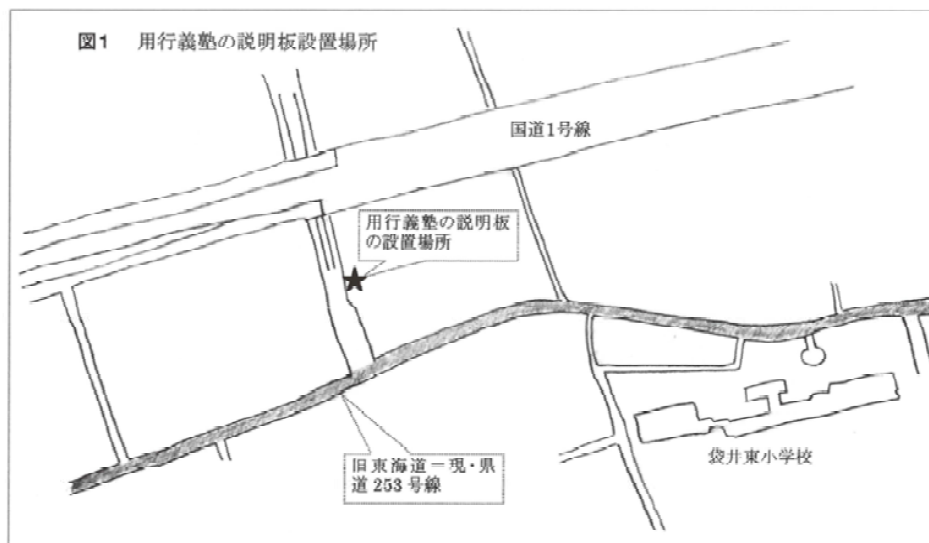 図1 用行義塾の説明板設置場所
国道1号線
用行義塾の説明板
の設置場所
旧東海道－現・県
道253号線
袋井東小学校